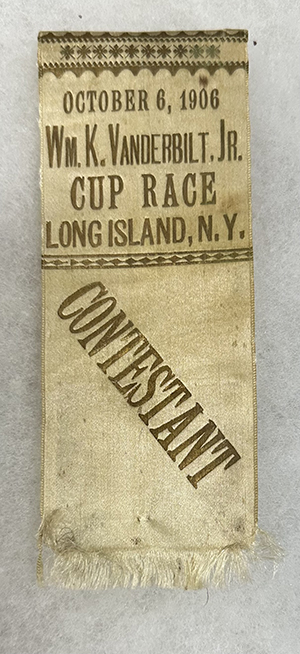 OCTOBER 6, 1906
WM. K. VANDERBILT, JR.
CUP RACE
LONG ISLAND, N.Y.
CONTESTANT